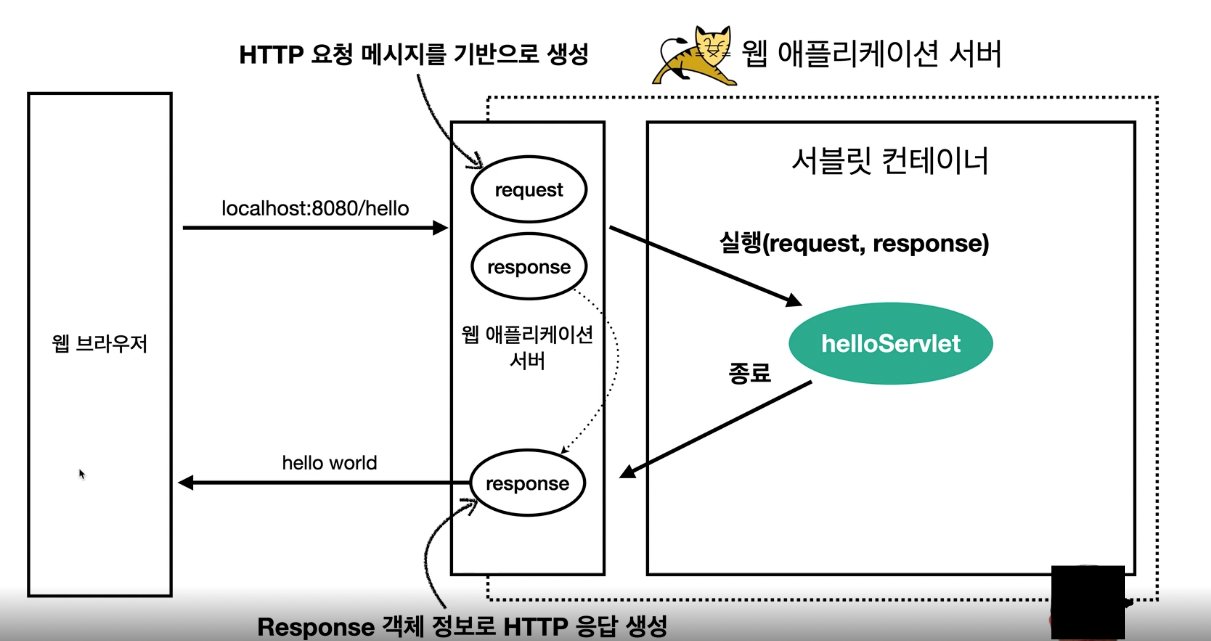 HTTP 요청 메시지를 기반으로 생성
웹 애플리케이션 서버
서블릿 컨테이너
request
localhost:8080/hello
실행(request, response)
response
웹 애플리케이션
서버
웹 브라우저
helloServlet
종료
hello world
response
Response 객체 정보로 HTTP 응답 생성